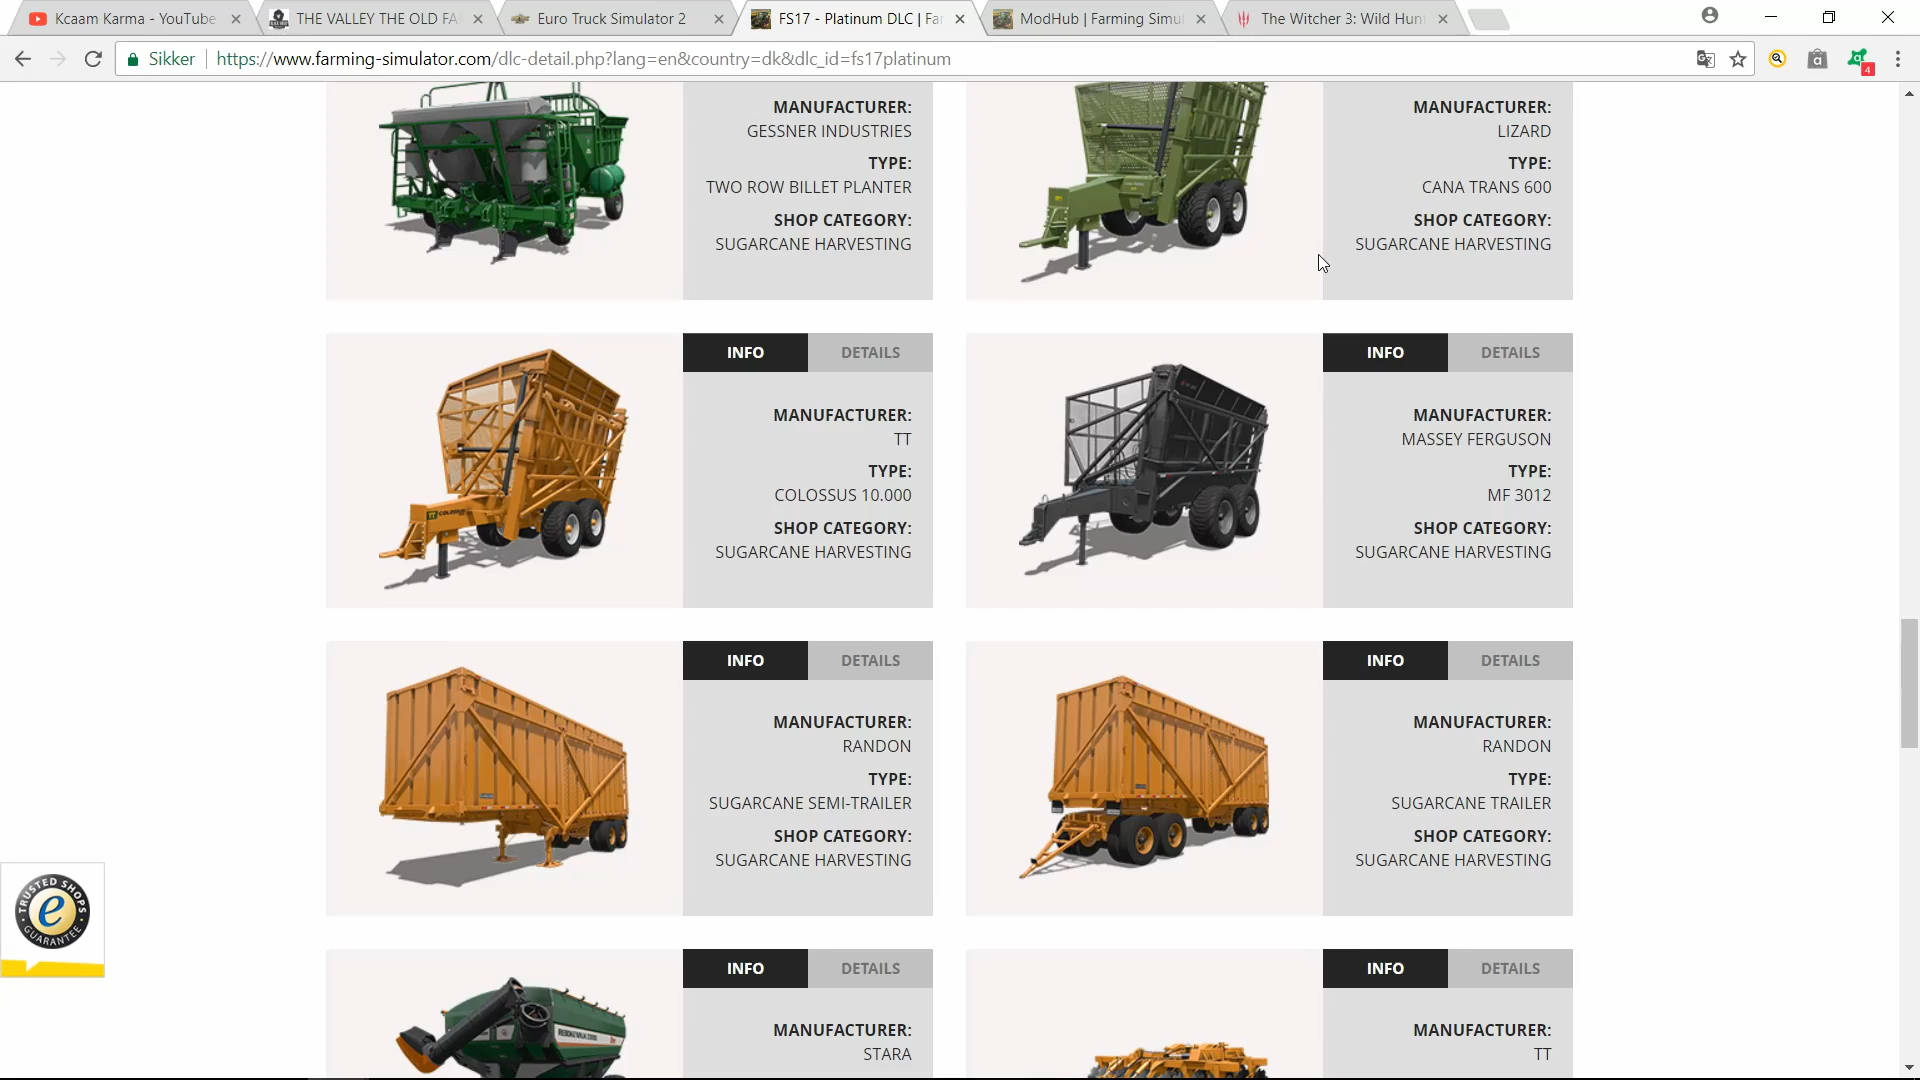 Kcaam Karma - YouTube
THE VALLEY THE OLD FA
Euro Truck Simulator 2
FS17 - Platinum DLC | Fa
ModHub | Farming Simu
The Witcher 3: Wild Hun
Sikker
https://www.farming-simulator.com/dlc-detail.php?lang=en&country=dk&dlc_id=fs17platinum
4
MANUFACTURER:
GESSNER INDUSTRIES
TYPE:
TWO ROW BILLET PLANTER
SHOP CATEGORY:
SUGARCANE HARVESTING
MANUFACTURER:
LIZARD
TYPE:
CANA TRANS 600
SHOP CATEGORY:
SUGARCANE HARVESTING
INFO
DETAILS
MANUFACTURER:
TT
TYPE:
COLOSSUS 10.000
SHOP CATEGORY:
SUGARCANE HARVESTING
TT COLOSSUS
INFO
DETAILS
MANUFACTURER:
MASSEY FERGUSON
TYPE:
MF 3012
SHOP CATEGORY:
SUGARCANE HARVESTING
INFO
DETAILS
MANUFACTURER:
RANDON
TYPE:
SUGARCANE SEMI-TRAILER
SHOP CATEGORY:
SUGARCANE HARVESTING
INFO
DETAILS
MANUFACTURER:
RANDON
TYPE:
SUGARCANE TRAILER
SHOP CATEGORY:
SUGARCANE HARVESTING
TRUSTED SHOPS
e
GUARANTEE
INFO
DETAILS
MANUFACTURER:
STARA
INFO
DETAILS
MANUFACTURER:
TT